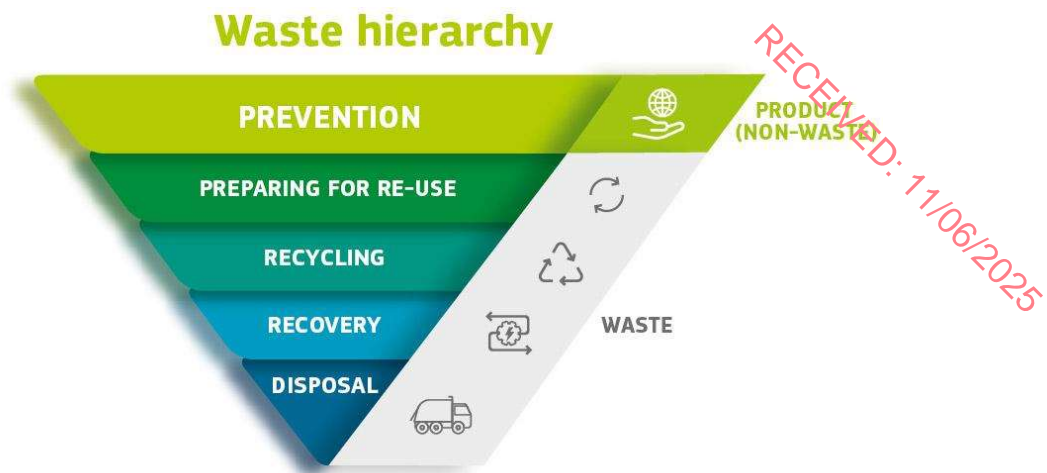 Waste hierarchy
PREVENTION
PRODUCT
(NON-WASTE)
RECEIVED: 11/06/2025
PREPARING FOR RE-USE
RECYCLING
RECOVERY
WASTE
DISPOSAL